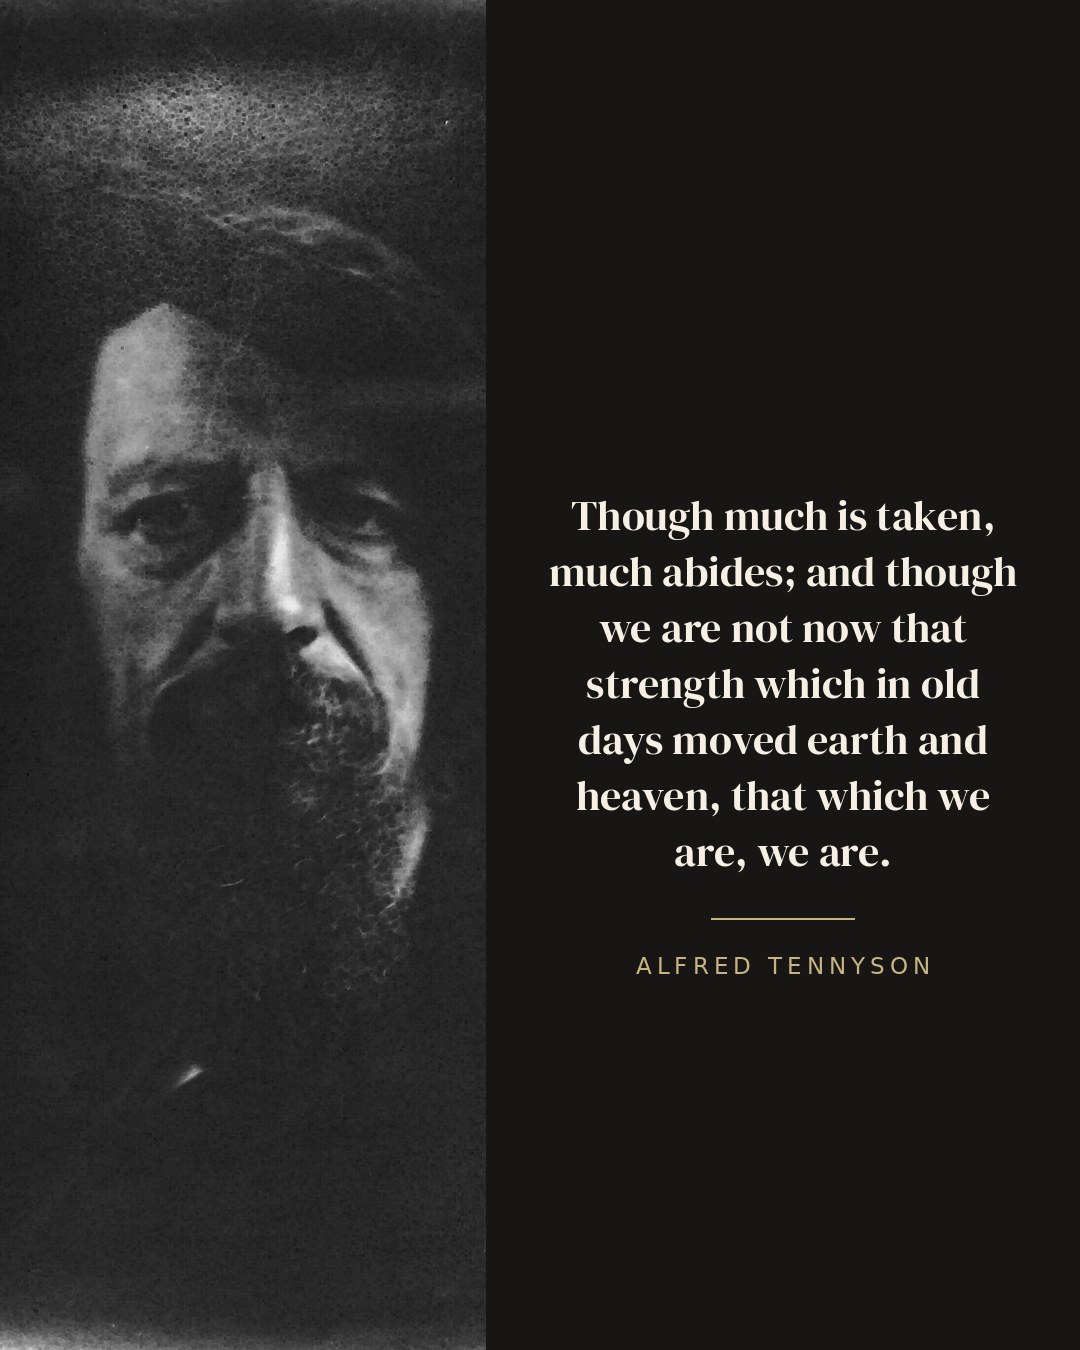 Though much is taken,
much abides; and though
we are not now that
strength which in old
days moved earth and
heaven, that which we
are, we are.
ALFRED TENNYSON